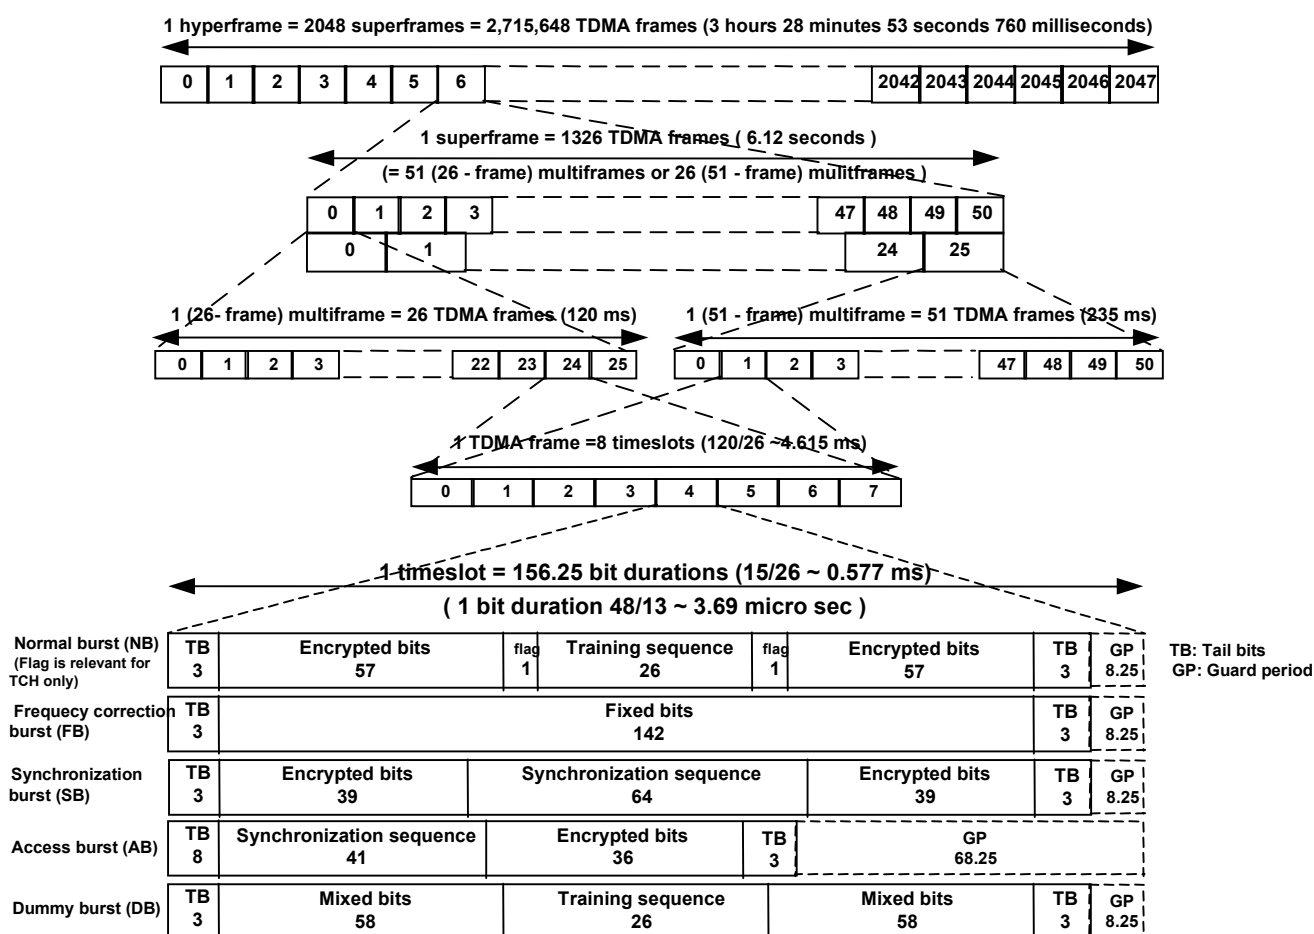 1 hyperframe = 2048 superframes = 2,715,648 TDMA frames (3 hours 28 minutes 53 seconds 760 milliseconds)
0 1 2 3 4 5 6 2042 2043 2044 2045 2046 2047
1 superframe = 1326 TDMA frames ( 6.12 seconds )
(= 51 (26 - frame) multiframes or 26 (51 - frame) mulitframes )
0 1 2 3 47 48 49 50
0 1 24 25
1 (26- frame) multiframe = 26 TDMA frames (120 ms) 1 (51 - frame) multiframe = 51 TDMA frames (235 ms)
0 1 2 3 22 23 24 25 0 1 2 3 47 48 49 50
1 TDMA frame =8 timeslots (120/26 ~4.615 ms)
0 1 2 3 4 5 6 7
1 timeslot = 156.25 bit durations (15/26 ~ 0.577 ms)
( 1 bit duration 48/13 ~ 3.69 micro sec )
Normal burst (NB)
(Flag is relevant for
TCH only)
TB Encrypted bits flag Training sequence flag Encrypted bits TB GP
3 57 1 26 1 57 3 8.25
TB: Tail bits
GP: Guard period
Frequecy correction
burst (FB)
TB Fixed bits TB GP
3 142 3 8.25
Synchronization
burst (SB)
TB Encrypted bits Synchronization sequence Encrypted bits TB GP
3 39 64 39 3 8.25
Access burst (AB)
TB Synchronization sequence Encrypted bits TB GP
8 41 36 3 68.25
Dummy burst (DB)
TB Mixed bits Training sequence Mixed bits TB GP
3 58 26 58 3 8.25